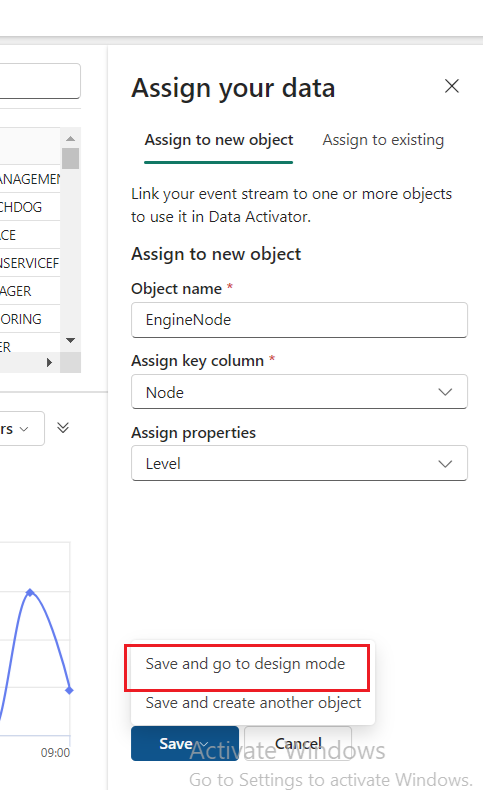 Assign your data
Assign to new object Assign to existing
Link your event stream to one or more objects
to use it in Data Activator.
Assign to new object
Object name *
EngineNode
Assign key column *
Node
Assign properties
Level
Save and go to design mode
Save and create another object
Save Cancel
ANAGEMEN
CHDOG
ACE
NSERVICEF
AGER
ORING
ER
rs
09:00
Activate Windows
Go to Settings to activate Windows.